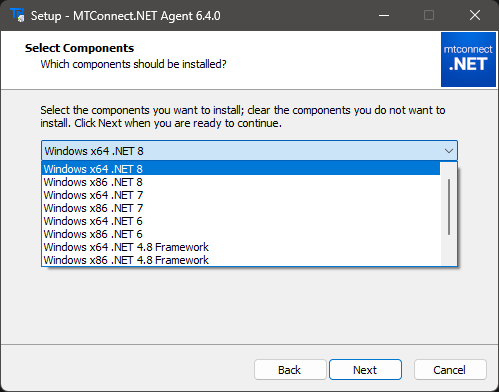 Setup - MTConnect.NET Agent 6.4.0
Select Components
Which components should be installed?
mtconnect
.NET
Select the components you want to install; clear the components you do not want to
install. Click Next when you are ready to continue.
Windows x64 .NET 8
Windows x64 .NET 8
Windows x86 .NET 8
Windows x64 .NET 7
Windows x86 .NET 7
Windows x64 .NET 6
Windows x86 .NET 6
Windows x64 .NET 4.8 Framework
Windows x86 .NET 4.8 Framework
Back
Next
Cancel